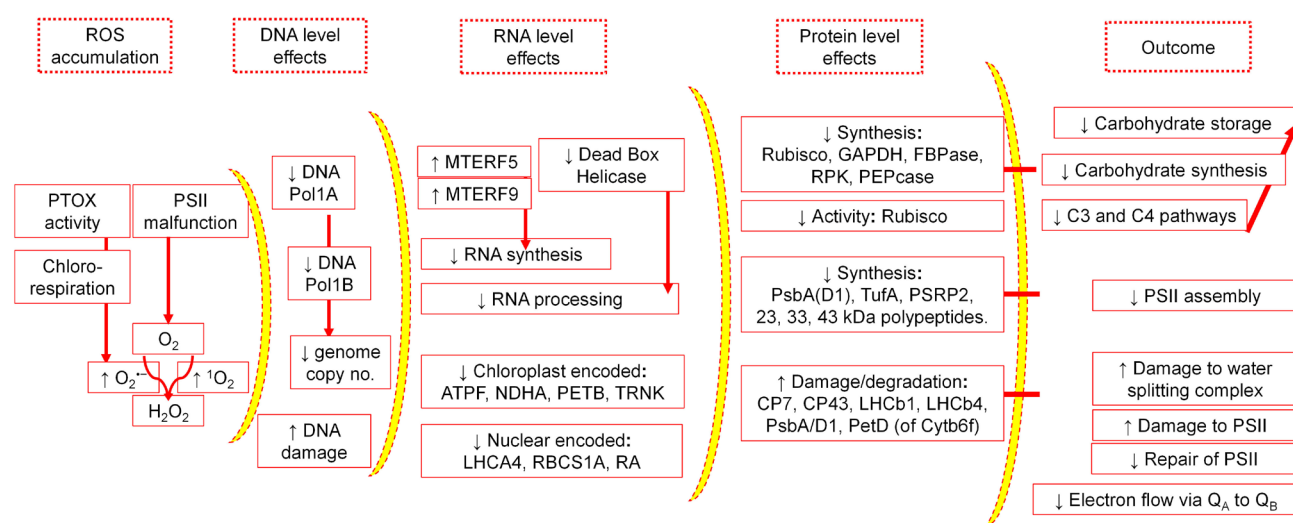 ROS
accumulation
DNA level
effects
RNA level
effects
Protein level
effects
Outcome
PTOX
activity
PSII
malfunction
Chloro-
respiration
O₂
↑ O₂•−
↑ ¹O₂
H₂O₂
↓ DNA
Pol1A
↓ DNA
Pol1B
↓ genome
copy no.
↑ DNA
damage
↑ MTERF5
↑ MTERF9
↓ Dead Box
Helicase
↓ RNA synthesis
↓ RNA processing
↓ Chloroplast encoded:
ATPF, NDHA, PETB, TRNK
↓ Nuclear encoded:
LHCA4, RBCS1A, RA
↓ Synthesis:
Rubisco, GAPDH, FBPase,
RPK, PEPcase
↓ Activity: Rubisco
↓ Synthesis:
PsbA(D1), TufA, PSRP2,
23, 33, 43 kDa polypeptides.
↑ Damage/degradation:
CP7, CP43, LHCb1, LHCb4,
PsbA/D1, PetD (of Cytb6f)
↓ Carbohydrate storage
↓ Carbohydrate synthesis
↓ C3 and C4 pathways
↓ PSII assembly
↑ Damage to water
splitting complex
↑ Damage to PSII
↓ Repair of PSII
↓ Electron flow via Q_A to Q_B